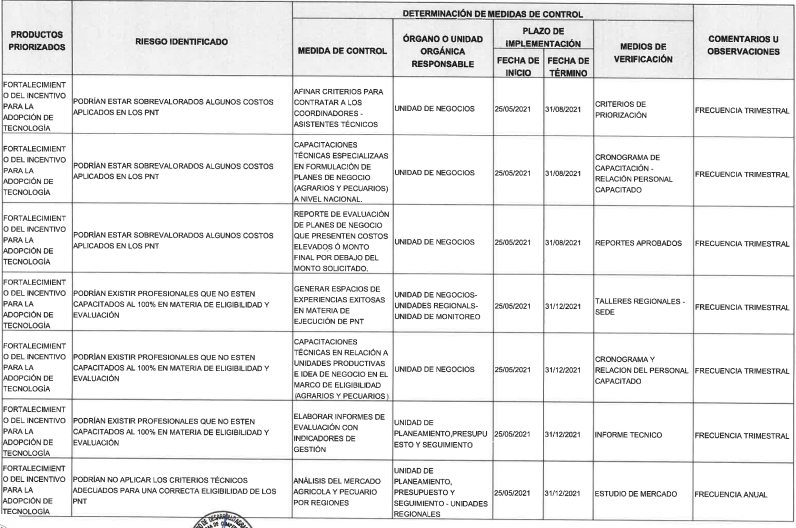 DETERMINACIÓN DE MEDIDAS DE CONTROL
PRODUCTOS
PRIORIZADOS
RIESGO IDENTIFICADO
MEDIDA DE CONTROL
ÓRGANO O UNIDAD
ORGÁNICA
RESPONSABLE
PLAZO DE
IMPLEMENTACIÓN
FECHA DE
INICIO
FECHA DE
TÉRMINO
MEDIOS DE
VERIFICACIÓN
COMENTARIOS U
OBSERVACIONES
FORTALECIMIENT
O DEL INCENTIVO
PARA LA
ADOPCIÓN DE
TECNOLOGÍA
PODRÍAN ESTAR SOBREVALORADOS ALGUNOS COSTOS
APLICADOS EN LOS PNT
AFINAR CRITERIOS PARA
CONTRATAR A LOS
COORDINADORES -
ASISTENTES TÉCNICOS
UNIDAD DE NEGOCIOS
25/05/2021
31/08/2021
CRITERIOS DE
PRIORIZACIÓN
FRECUENCIA TRIMESTRAL
FORTALECIMIENT
O DEL INCENTIVO
PARA LA
ADOPCIÓN DE
TECNOLOGÍA
PODRÍAN ESTAR SOBREVALORADOS ALGUNOS COSTOS
APLICADOS EN LOS PNT
CAPACITACIONES
TÉCNICAS ESPECIALIZAAS
EN FORMULACIÓN DE
PLANES DE NEGOCIO
(AGRARIOS Y PECUARIOS)
A NIVEL NACIONAL.
UNIDAD DE NEGOCIOS
25/05/2021
31/08/2021
CRONOGRAMA DE
CAPACITACIÓN -
RELACIÓN PERSONAL
CAPACITADO
FRECUENCIA TRIMESTRAL
FORTALECIMIENT
O DEL INCENTIVO
PARA LA
ADOPCIÓN DE
TECNOLOGÍA
PODRÍAN ESTAR SOBREVALORADOS ALGUNOS COSTOS
APLICADOS EN LOS PNT
REPORTE DE EVALUACIÓN
DE PLANES DE NEGOCIO
QUE PRESENTEN COSTOS
ELEVADOS Ó MONTO
FINAL POR DEBAJO DEL
MONTO SOLICITADO.
UNIDAD DE NEGOCIOS
25/05/2021
31/08/2021
REPORTES APROBADOS
FRECUENCIA TRIMESTRAL
FORTALECIMIENT
O DEL INCENTIVO
PARA LA
ADOPCIÓN DE
TECNOLOGÍA
PODRÍAN EXISTIR PROFESIONALES QUE NO ESTEN
CAPACITADOS AL 100% EN MATERIA DE ELIGIBILIDAD Y
EVALUACIÓN
GENERAR ESPACIOS DE
EXPERIENCIAS EXITOSAS
EN MATERIA DE
EJECUCIÓN DE PNT
UNIDAD DE NEGOCIOS-
UNIDADES REGIONALS-
UNIDAD DE MONITOREO
25/05/2021
31/12/2021
TALLERES REGIONALES -
SEDE
FRECUENCIA TRIMESTRAL
FORTALECIMIENT
O DEL INCENTIVO
PARA LA
ADOPCIÓN DE
TECNOLOGÍA
PODRÍAN EXISTIR PROFESIONALES QUE NO ESTEN
CAPACITADOS AL 100% EN MATERIA DE ELIGIBILIDAD Y
EVALUACIÓN
CAPACITACIONES
TÉCNICAS EN RELACIÓN A
UNIDADES PRODUCTIVAS
E IDEA DE NEGOCIO EN EL
MARCO DE ELIGIBILIDAD
(AGRARIOS Y PECUARIOS)
UNIDAD DE NEGOCIOS
25/06/2021
31/12/2021
CRONOGRAMA Y
RELACION DEL PERSONAL
CAPACITADO
FRECUENCIA TRIMESTRAL
FORTALECIMIENT
O DEL INCENTIVO
PARA LA
ADOPCIÓN DE
TECNOLOGÍA
PODRÍAN EXISTIR PROFESIONALES QUE NO ESTEN
CAPACITADOS AL 100% EN MATERIA DE ELIGIBILIDAD Y
EVALUACIÓN
ELABORAR INFORMES DE
EVALUACIÓN CON
INDICADORES DE
GESTIÓN
UNIDAD DE
PLANEAMIENTO,PRESUPU
ESTO Y SEGUIMIENTO
25/05/2021
31/12/2021
INFORME TECNICO
FRECUENCIA TRIMESTRAL
FORTALECIMIENT
O DEL INCENTIVO
PARA LA
ADOPCIÓN DE
TECNOLOGÍA
PODRÍAN NO APLICAR LOS CRITERIOS TÉCNICOS
ADECUADOS PARA UNA CORRECTA ELIGIBILIDAD DE LOS
PNT
ANÁLISIS DEL MERCADO
AGRICOLA Y PECUARIO
POR REGIONES
UNIDAD DE
PLANEAMIENTO,
PRESUPUESTO Y
SEGUIMIENTO - UNIDADES
REGIONALES
25/05/2021
31/12/2021
ESTUDIO DE MERCADO
FRECUENCIA ANUAL